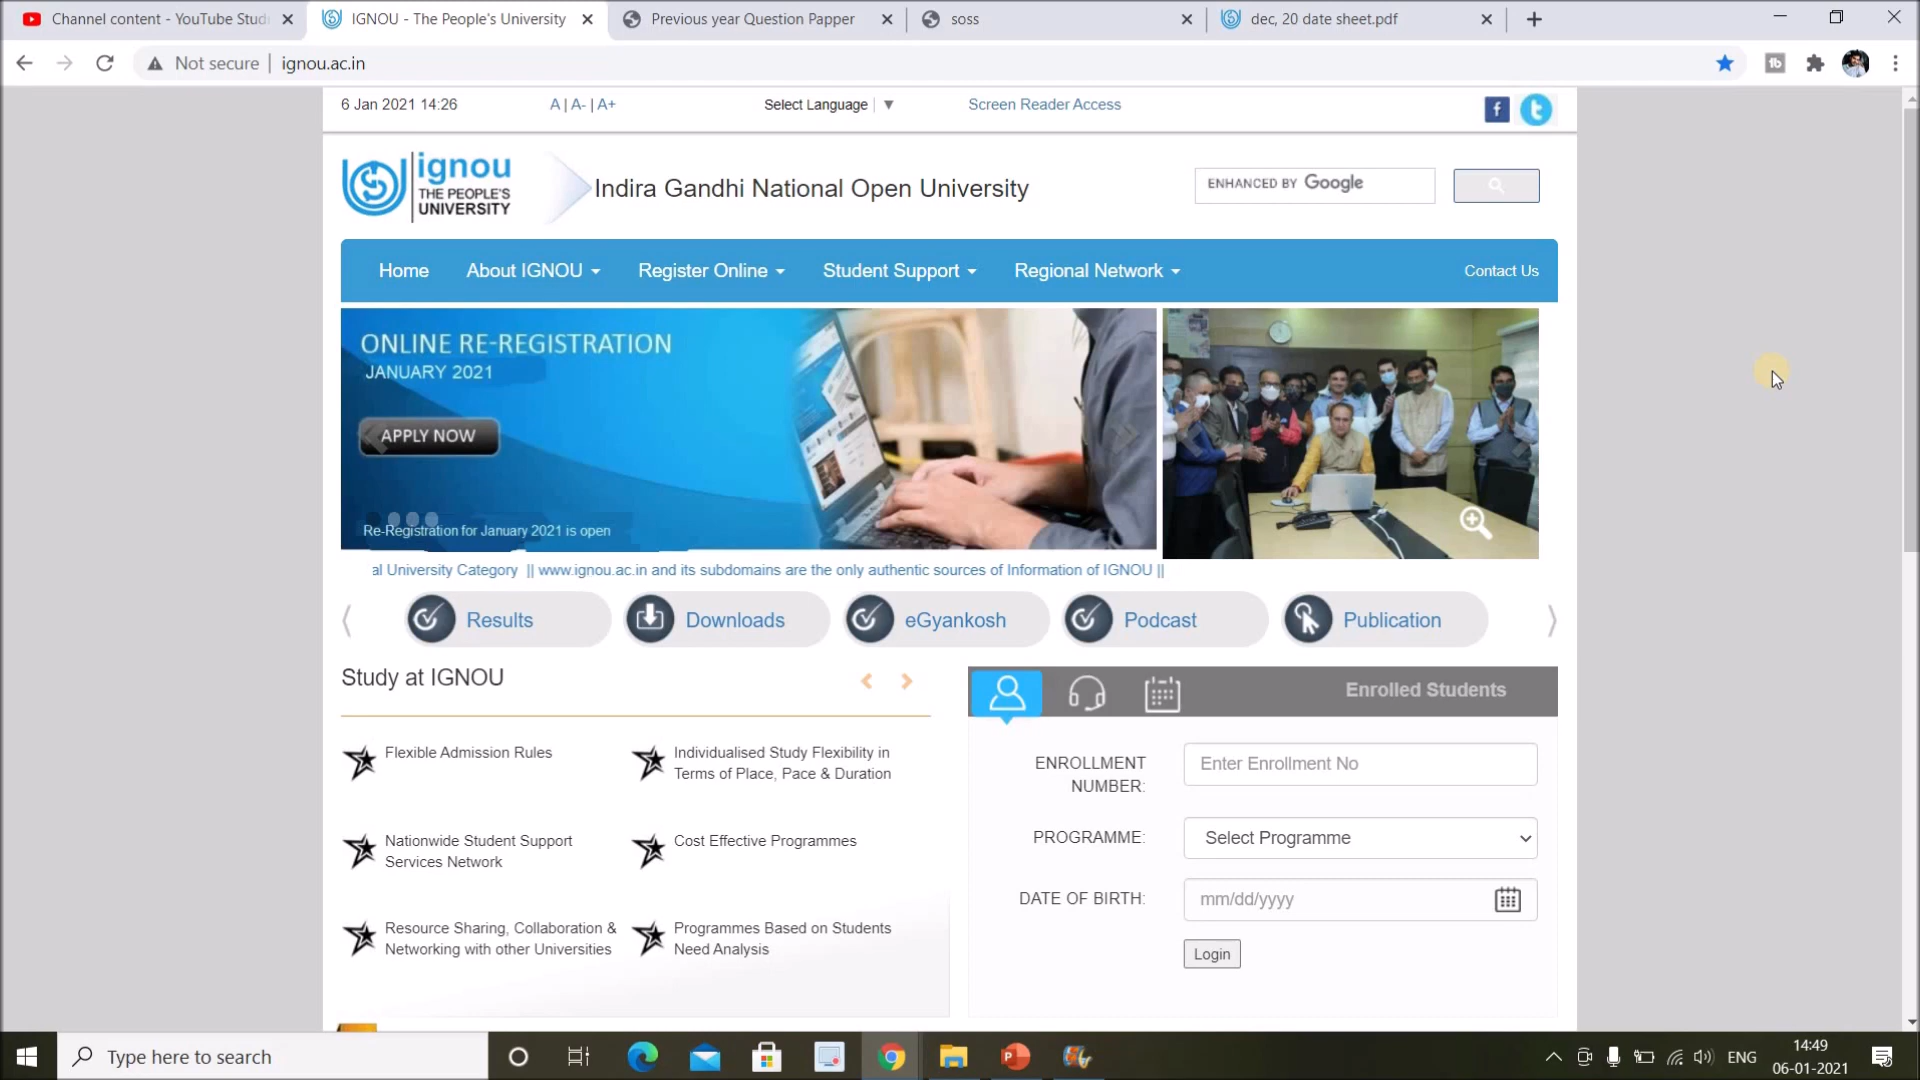 Channel content - YouTube Stud
IGNOU - The People's University
Previous year Question Papper
soss
dec, 20 date sheet.pdf
Not secure
ignou.ac.in
6 Jan 2021 14:26
A | A- | A+
Select Language
Screen Reader Access
ignou
THE PEOPLE'S
UNIVERSITY
Indira Gandhi National Open University
ENHANCED BY Google
Home
About IGNOU
Register Online
Student Support
Regional Network
Contact Us
ONLINE RE-REGISTRATION
JANUARY 2021
APPLY NOW
Re-Registration for January 2021 is open
al University Category || www.ignou.ac.in and its subdomains are the only authentic sources of Information of IGNOU ||
Results
Downloads
eGyankosh
Podcast
Publication
Study at IGNOU
Flexible Admission Rules
Individualised Study Flexibility in
Terms of Place, Pace & Duration
Nationwide Student Support
Services Network
Cost Effective Programmes
Resource Sharing, Collaboration &
Networking with other Universities
Programmes Based on Students
Need Analysis
Enrolled Students
ENROLLMENT
NUMBER:
Enter Enrollment No
PROGRAMME:
Select Programme
DATE OF BIRTH:
mm/dd/yyyy
Login
Type here to search
ENG
14:49
06-01-2021